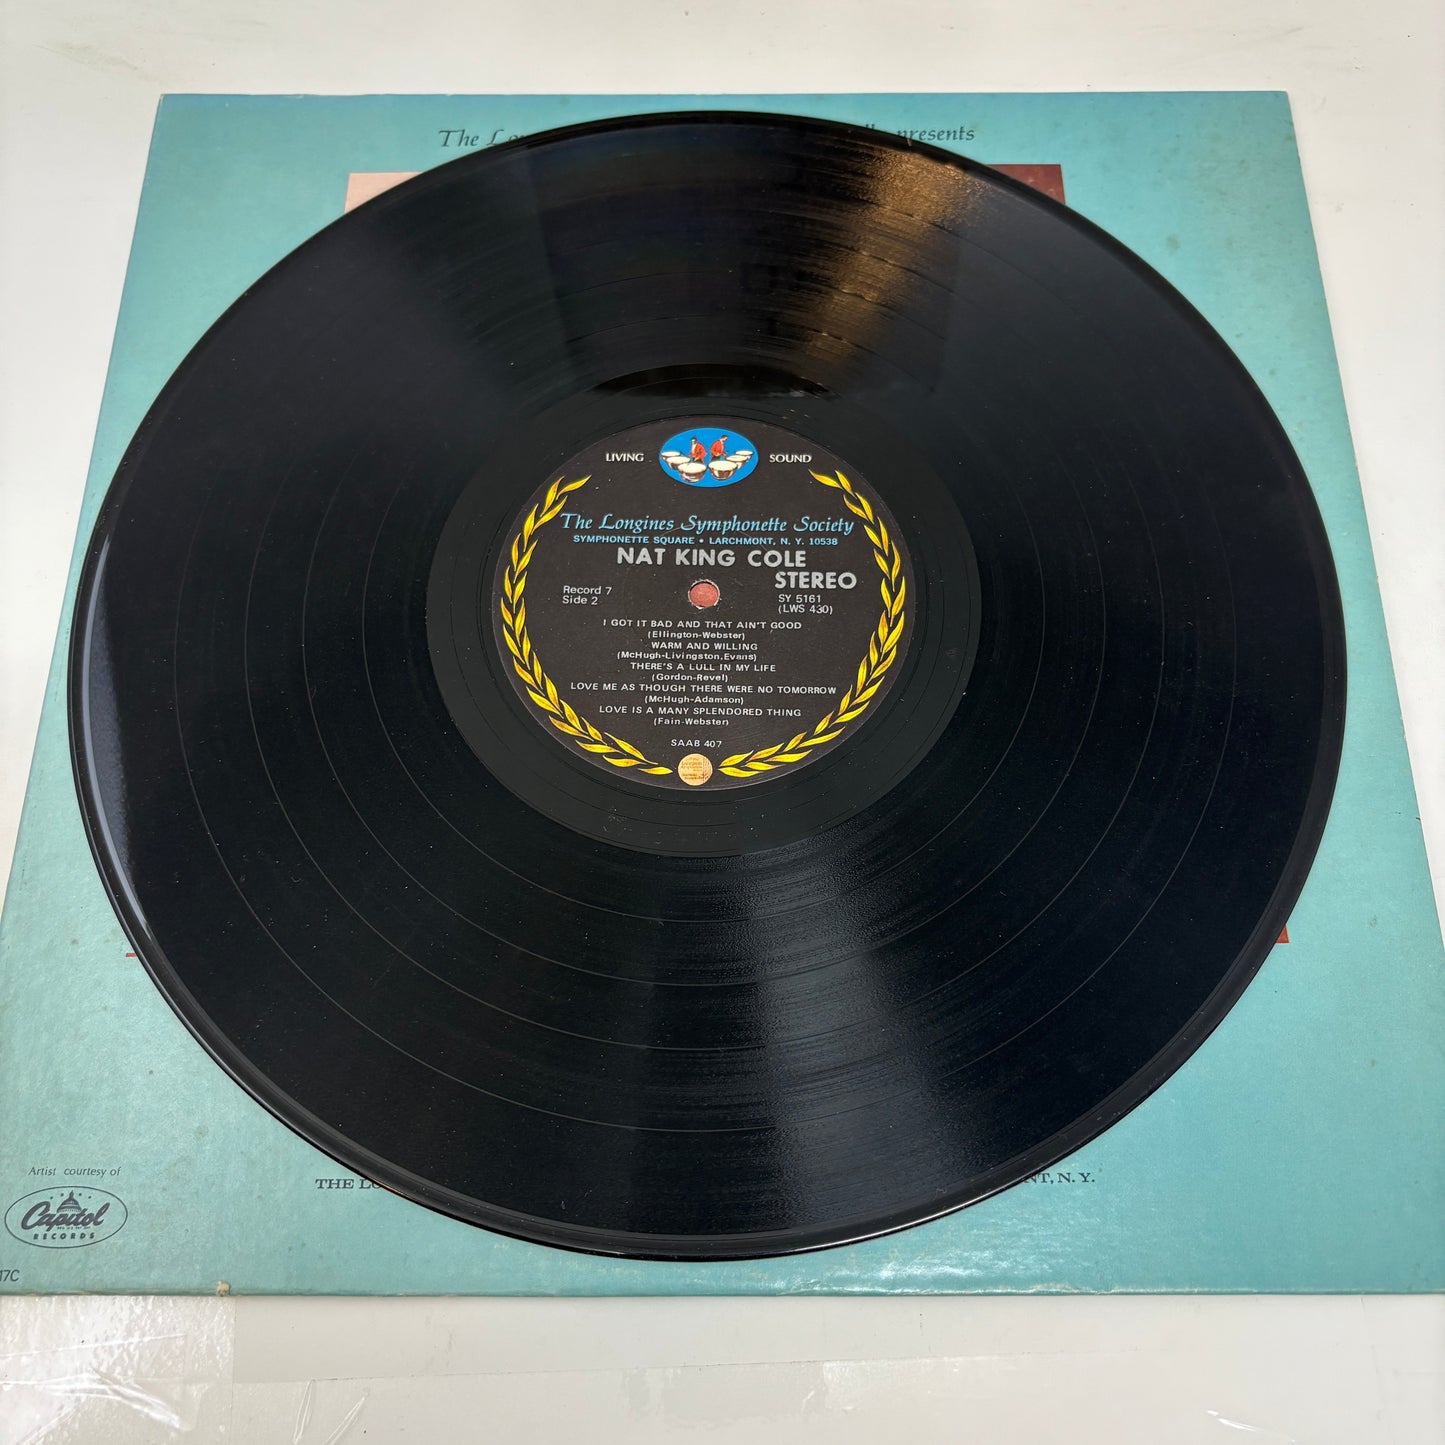 The presents
LIVING SOUND
The Longines Symphonette Society
SYMPHONETTE SQUARE • LARCHMONT, N. Y. 10538
NAT KING COLE
STEREO
Record 7
Side 2
SY 5161
(LWS 430)
I GOT IT BAD AND THAT AIN'T GOOD
(Ellington-Webster)
WARM AND WILLING
(McHugh-Livingston, Evans)
THERE'S A LULL IN MY LIFE
(Gordon-Revel)
LOVE ME AS THOUGH THERE WERE NO TOMORROW
(McHugh-Adamson)
LOVE IS A MANY SPLENDORED THING
(Fain-Webster)
SAAB 407
Artist courtesy of
Capitol
RECORDS
THE N. Y.
17C